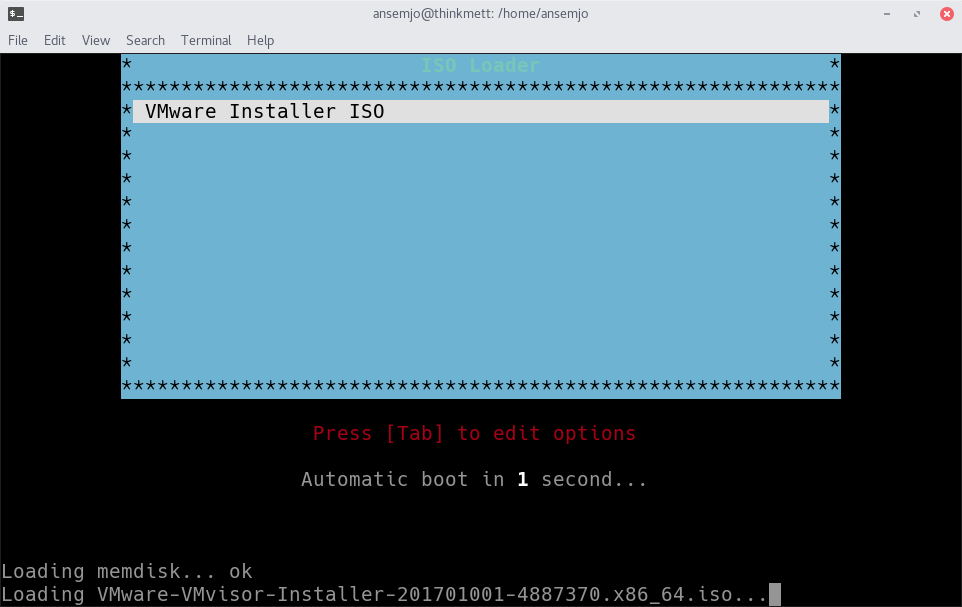 ansemjo@thinkmett: /home/ansemjo
File Edit View Search Terminal Help
* ISO Loader *
************************************************************
* VMware Installer ISO *
* *
* *
* *
* *
* *
* *
* *
* *
* *
* *
* *
************************************************************
Press [Tab] to edit options
Automatic boot in 1 second...
Loading memdisk... ok
Loading VMware-VMvisor-Installer-201701001-4887370.x86_64.iso...